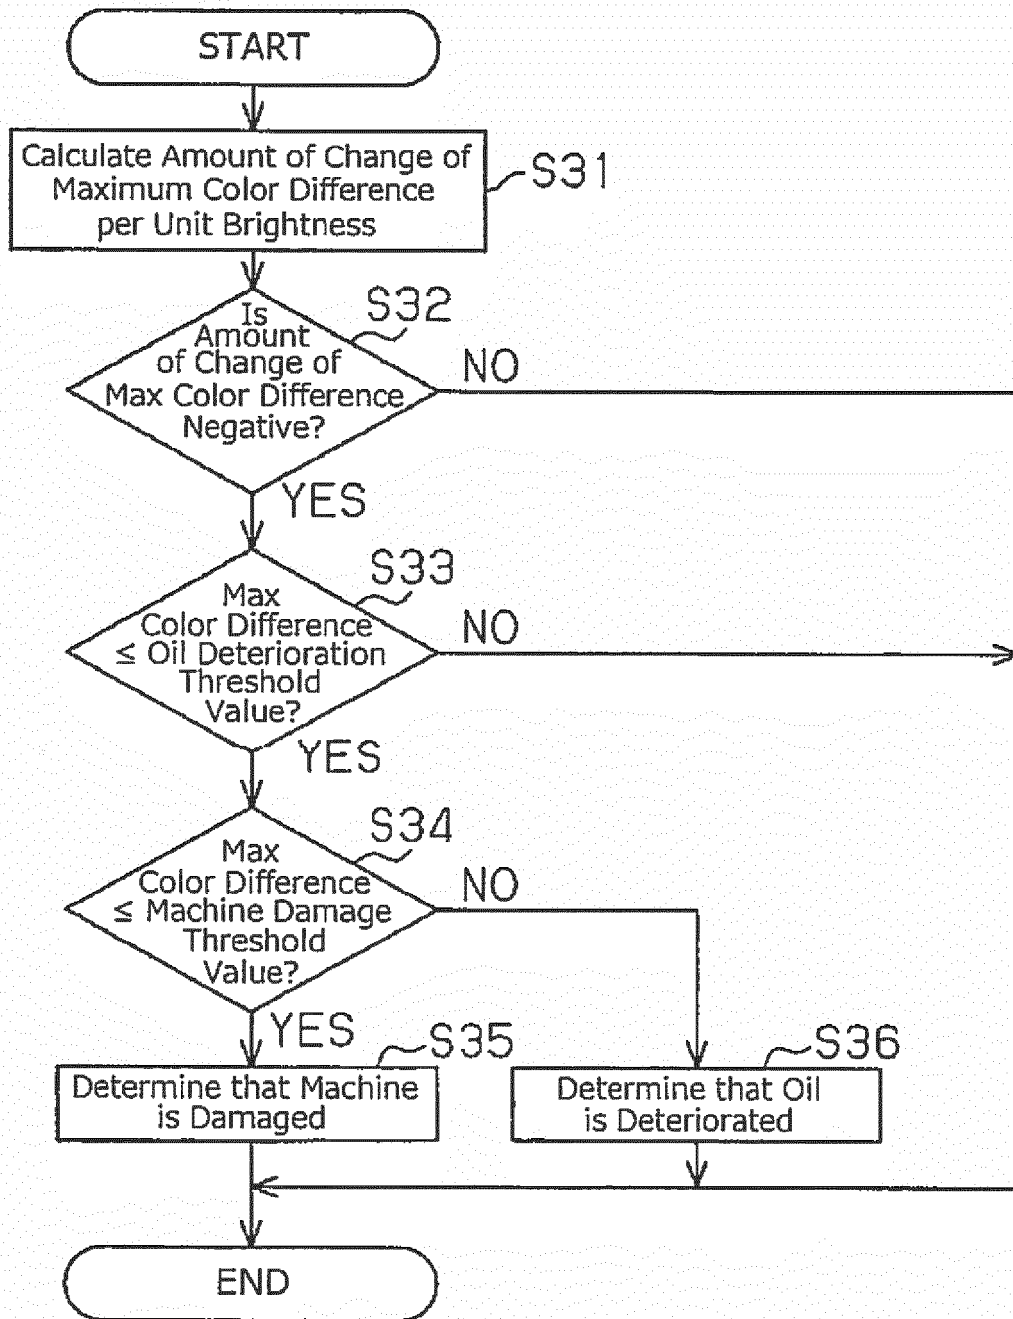 START
Calculate Amount of Change of
Maximum Color Difference
per Unit Brightness
S31
Is
Amount
of Change of
Max Color Difference
Negative?
S32
NO
YES
Max
Color Difference
≤ Oil Deterioration
Threshold
Value?
S33
NO
YES
Max
Color Difference
≤ Machine Damage
Threshold
Value?
S34
NO
YES
Determine that Machine
is Damaged
S35
Determine that Oil
is Deteriorated
S36
END